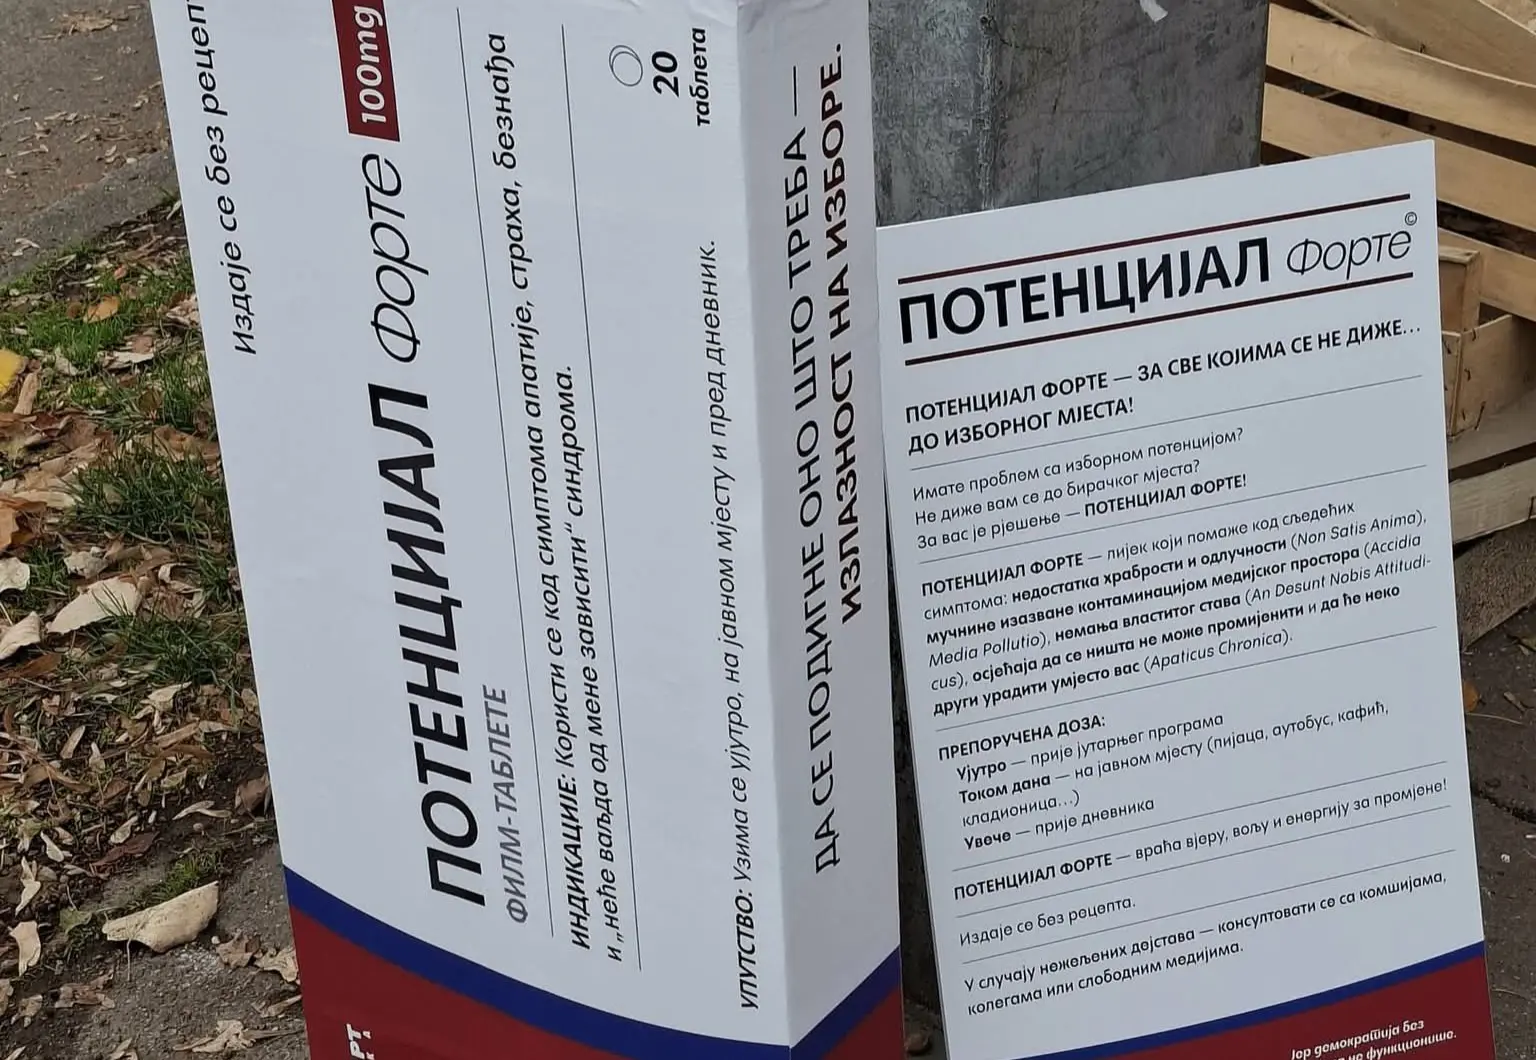 Издаје се без
ПОТЕНЦИЈАЛ Форте 100mg
ФИЛМ-ТАБЛЕТЕ
ИНДИКАЦИЈЕ: Користи се код симптома апатије, страха, безнађа
и „неће ваљда од мене зависити“ синдрома.
20
таблета
УПУТСТВО: Узима се ујутро, на јавном мјесту и пред дневник.
ДА СЕ ПОДИГНЕ ОНО ШТО ТРЕБА —
ИЗЛАЗНОСТ НА ИЗБОРЕ.
ПОТЕНЦИЈАЛ Форте©
ПОТЕНЦИЈАЛ ФОРТЕ — ЗА СВЕ КОЈИМА СЕ НЕ ДИЖЕ...
ДО ИЗБОРНОГ МЈЕСТА!
Имате проблем са изборном потенцијом?
Не диже вам се до бирачког мјеста?
За вас је рјешење — ПОТЕНЦИЈАЛ ФОРТЕ!
ПОТЕНЦИЈАЛ ФОРТЕ — лијек који помаже код сљедећих
симптома: недостатка храбрости и одлучности (Non Satis Anima),
мучнине изазване контаминацијом медијског простора (Accidia
Media Pollutio), немања властитог става (An Desunt Nobis Attitudi-
cus), осјећаја да се ништа не може промијенити и да ће неко
други урадити умјесто вас (Apaticus Chronica).
ПРЕПОРУЧЕНА ДОЗА:
Ујутро — прије јутарњег програма
Током дана — на јавном мјесту (пијаца, аутобус, кафић,
кладионица...)
Увече — прије дневника
ПОТЕНЦИЈАЛ ФОРТЕ — враћа вјеру, вољу и енергију за промјене!
Издаје се без рецепта.
У случају нежељених дејстава — консултовати се са комшијама,
колегама или слободним медијима.
Јер демократија без
не функционише.